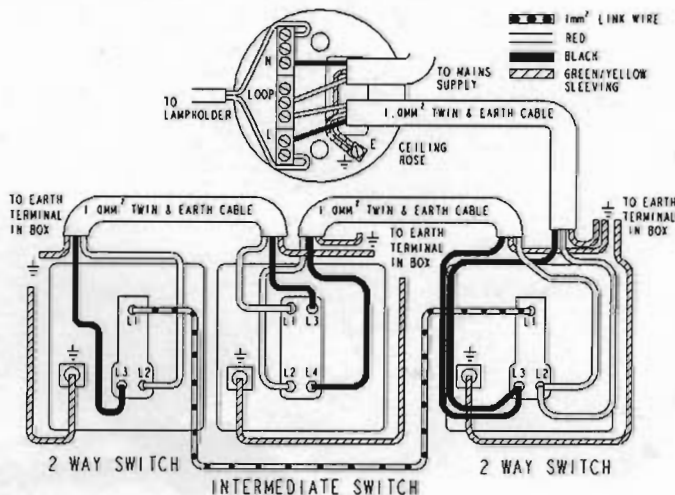 1mm² LINK WIRE
RED
BLACK
GREEN/YELLOW
SLEEVING
N
LOOP
L
E
TO
LAMPHOLDER
TO MAINS
SUPPLY
1.0MM² TWIN & EARTH CABLE
CEILING
ROSE
TO EARTH
TERMINAL
IN BOX
1.0mm² TWIN & EARTH CABLE
1.0mm² TWIN & EARTH CABLE
TO EARTH
TERMINAL
IN BOX
TO EARTH
TERMINAL
IN BOX
L1
L3 L2
L1 L3
L2 L4
L1
L3 L2
2 WAY SWITCH
INTERMEDIATE SWITCH
2 WAY SWITCH